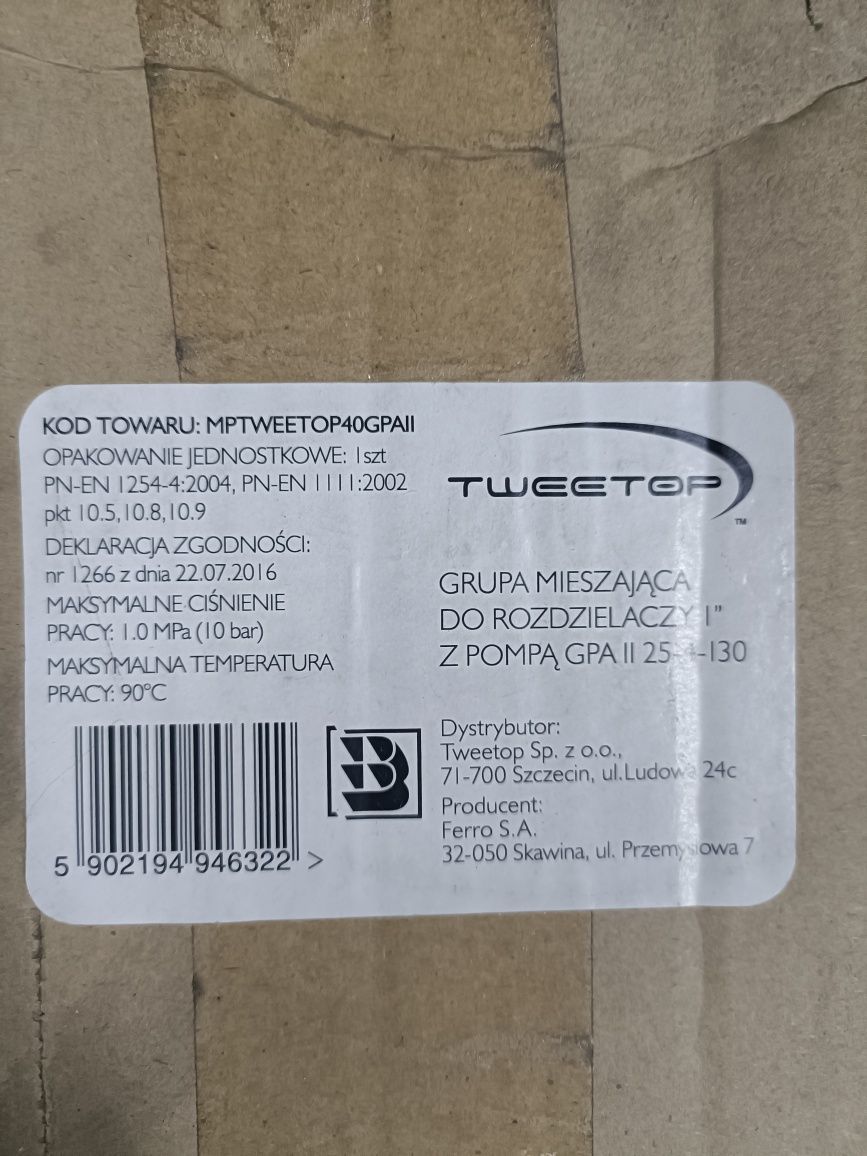 KOD TOWARU: MPTWEETOP40GPAII
OPAKOWANIE JEDNOSTKOWE: 1szt
PN-EN 1254-4:2004, PN-EN 1111:2002
pkt 10.5,10.8,10.9
DEKLARACJA ZGODNOŚCI:
nr 1266 z dnia 22.07.2016
MAKSYMALNE CIŚNIENIE
PRACY: 1.0 MPa (10 bar)
MAKSYMALNA TEMPERATURA
PRACY: 90°C
5 902194 946322 >
TWEETOP
TM
GRUPA MIESZAJĄCA
DO ROZDZIELACZY 1"
Z POMPĄ GPA II 25-4-130
B
Dystrybutor:
Tweetop Sp. z o.o.,
71-700 Szczecin, ul.Ludowa 24c
Producent:
Ferro S.A.
32-050 Skawina, ul. Przemysłowa 7